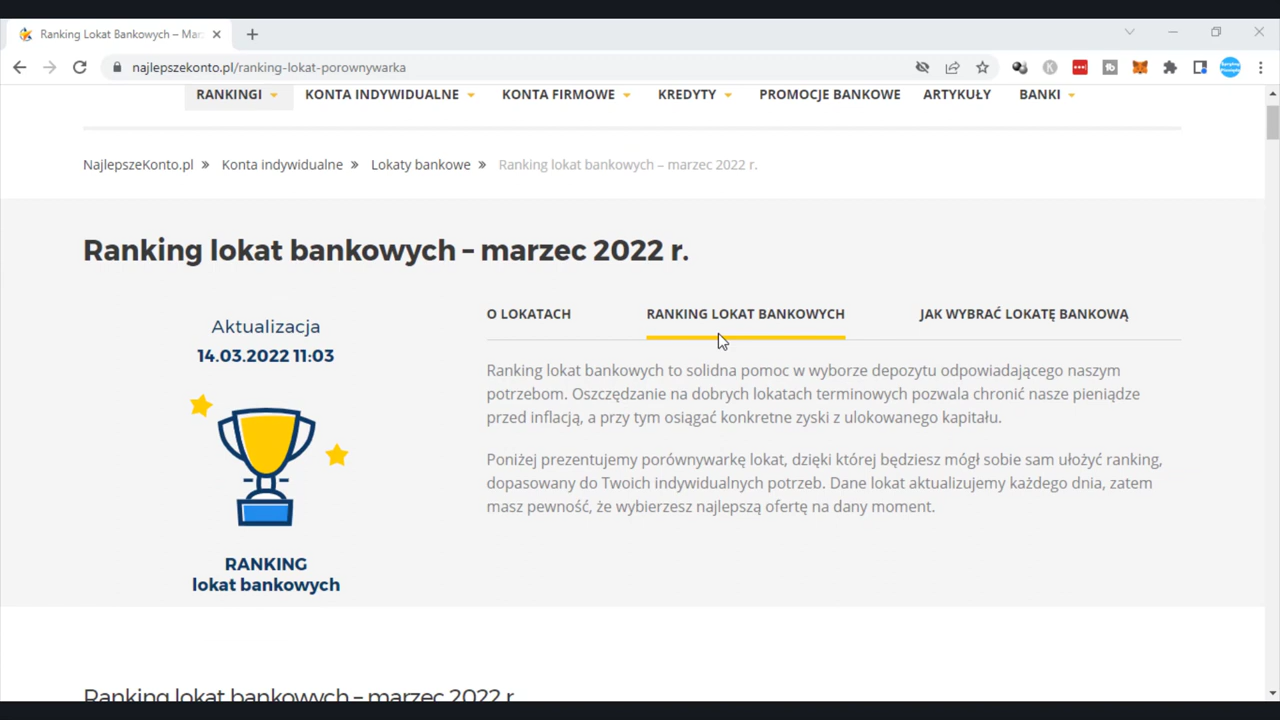 Ranking Lokat Bankowych – Mar
najlepszekonto.pl/ranking-lokat-porownywarka
RANKINGI KONTA INDYWIDUALNE KONTA FIRMOWE KREDYTY PROMOCJE BANKOWE ARTYKUŁY BANKI
NajlepszeKonto.pl » Konta indywidualne » Lokaty bankowe » Ranking lokat bankowych – marzec 2022 r.
Ranking lokat bankowych – marzec 2022 r.
Aktualizacja
14.03.2022 11:03
RANKING
lokat bankowych
O LOKATACH RANKING LOKAT BANKOWYCH JAK WYBRAĆ LOKATĘ BANKOWĄ
Ranking lokat bankowych to solidna pomoc w wyborze depozytu odpowiadającego naszym
potrzebom. Oszczędzanie na dobrych lokatach terminowych pozwala chronić nasze pieniądze
przed inflacją, a przy tym osiągać konkretne zyski z ulokowanego kapitału.
Poniżej prezentujemy porównywarkę lokat, dzięki której będziesz mógł sobie sam ułożyć ranking,
dopasowany do Twoich indywidualnych potrzeb. Dane lokat aktualizujemy każdego dnia, zatem
masz pewność, że wybierzesz najlepszą ofertę na dany moment.
Ranking lokat bankowych – marzec 2022 r.